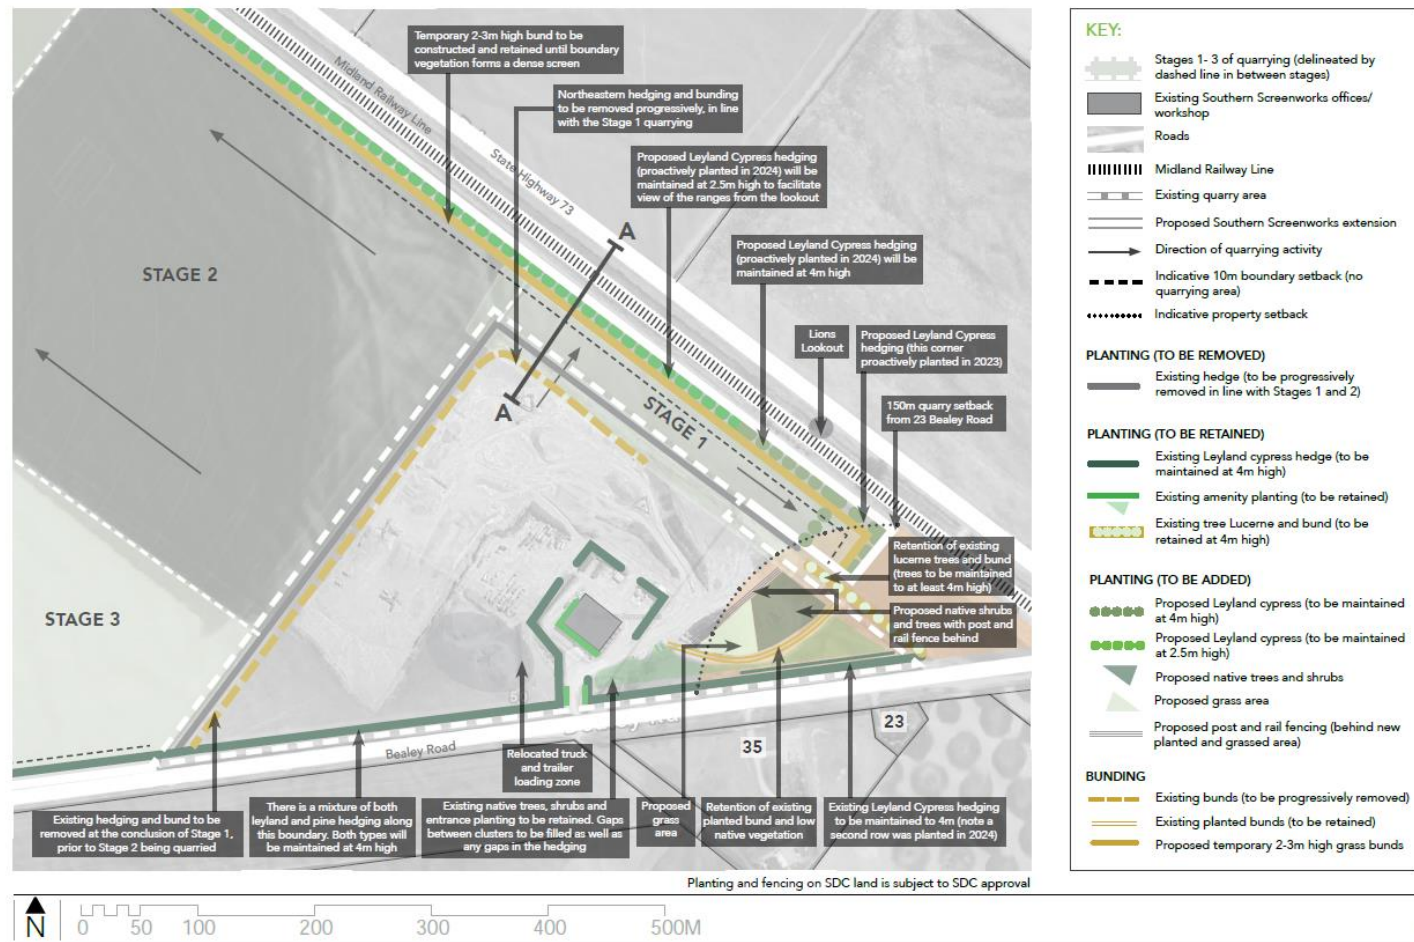 Temporary 2-3m high bund to be
constructed and retained until boundary
vegetation forms a dense screen
Midland Railway Line
Northeastern hedging and bunding
to be removed progressively, in line
with the Stage 1 quarrying
State Highway 73
Proposed Leyland Cypress hedging
(proactively planted in 2024) will be
maintained at 2.5m high to facilitate
view of the ranges from the lookout
A
Proposed Leyland Cypress hedging
(proactively planted in 2024) will be
maintained at 4m high
STAGE 2
Lions
Lookout
Proposed Leyland Cypress
hedging (this corner
proactively planted in 2023)
A
STAGE 1
150m quarry setback
from 23 Bealey Road
Retention of existing
lucerne trees and bund
(trees to be maintained
to at least 4m high)
Proposed native shrubs
and trees with post and
rail fence behind
STAGE 3
23
35
Bealey Road
Relocated truck
and trailer
loading zone
Existing hedging and bund to be
removed at the conclusion of Stage 1,
prior to Stage 2 being quarried
There is a mixture of both
leyland and pine hedging along
this boundary. Both types will
be maintained at 4m high
Existing native trees, shrubs and
entrance planting to be retained. Gaps
between clusters to be filled as well as
any gaps in the hedging
Proposed
grass
area
Retention of existing
planted bund and low
native vegetation
Existing Leyland Cypress hedging
to be maintained to 4m (note a
second row was planted in 2024)
Planting and fencing on SDC land is subject to SDC approval
N
0 50 100 200 300 400 500M
KEY:
Stages 1- 3 of quarrying (delineated by
dashed line in between stages)
Existing Southern Screenworks offices/
workshop
Roads
Midland Railway Line
Existing quarry area
Proposed Southern Screenworks extension
Direction of quarrying activity
Indicative 10m boundary setback (no
quarrying area)
Indicative property setback
PLANTING (TO BE REMOVED)
Existing hedge (to be progressively
removed in line with Stages 1 and 2)
PLANTING (TO BE RETAINED)
Existing Leyland cypress hedge (to be
maintained at 4m high)
Existing amenity planting (to be retained)
Existing tree Lucerne and bund (to be
retained at 4m high)
PLANTING (TO BE ADDED)
Proposed Leyland cypress (to be maintained
at 4m high)
Proposed Leyland cypress (to be maintained
at 2.5m high)
Proposed native trees and shrubs
Proposed grass area
Proposed post and rail fencing (behind new
planted and grassed area)
BUNDING
Existing bunds (to be progressively removed)
Existing planted bunds (to be retained)
Proposed temporary 2-3m high grass bunds